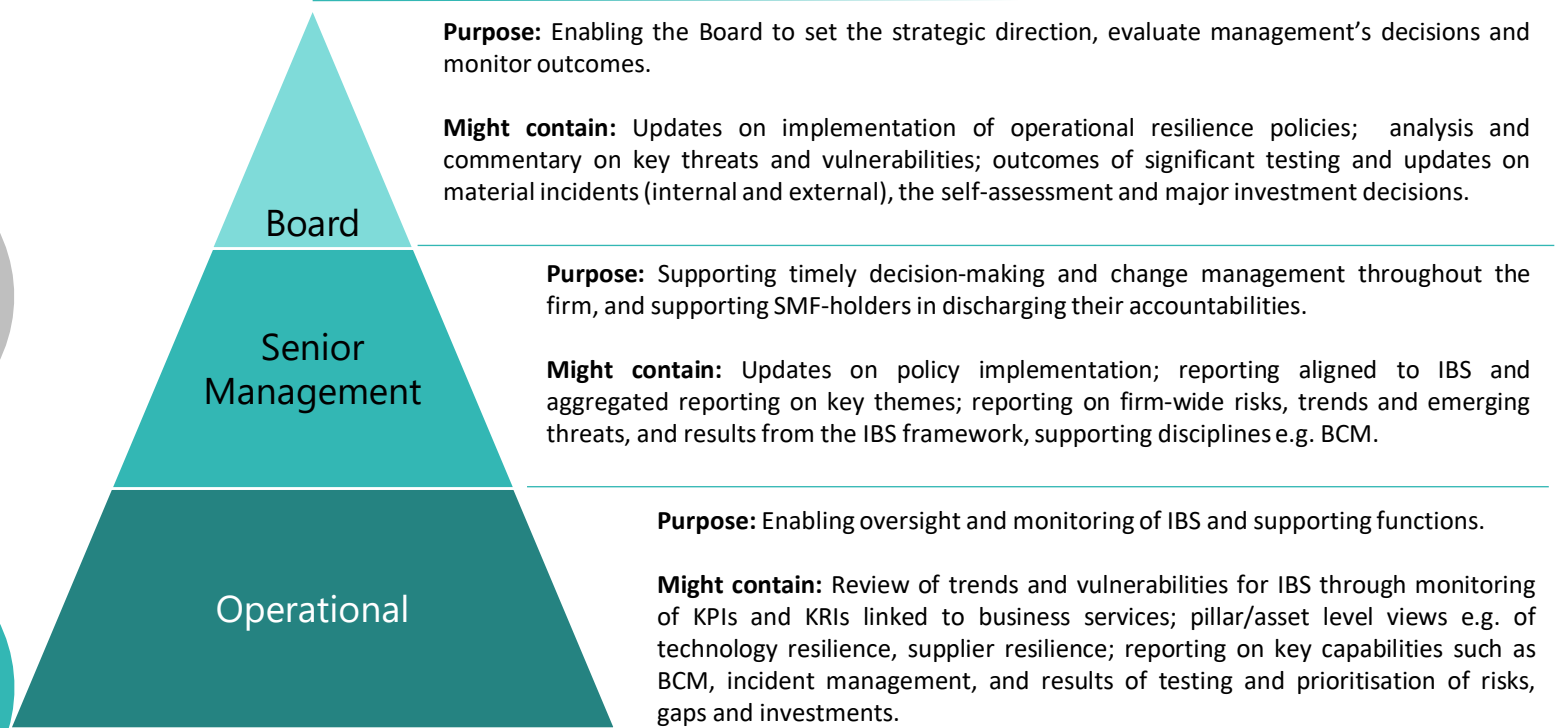 Purpose: Enabling the Board to set the strategic direction, evaluate management’s decisions and
monitor outcomes.
Might contain: Updates on implementation of operational resilience policies; analysis and
commentary on key threats and vulnerabilities; outcomes of significant testing and updates on
material incidents (internal and external), the self-assessment and major investment decisions.
Board
Purpose: Supporting timely decision-making and change management throughout the
firm, and supporting SMF-holders in discharging their accountabilities.
Senior
Management
Might contain: Updates on policy implementation; reporting aligned to IBS and
aggregated reporting on key themes; reporting on firm-wide risks, trends and emerging
threats, and results from the IBS framework, supporting disciplines e.g. BCM.
Purpose: Enabling oversight and monitoring of IBS and supporting functions.
Operational
Might contain: Review of trends and vulnerabilities for IBS through monitoring
of KPIs and KRIs linked to business services; pillar/asset level views e.g. of
technology resilience, supplier resilience; reporting on key capabilities such as
BCM, incident management, and results of testing and prioritisation of risks,
gaps and investments.